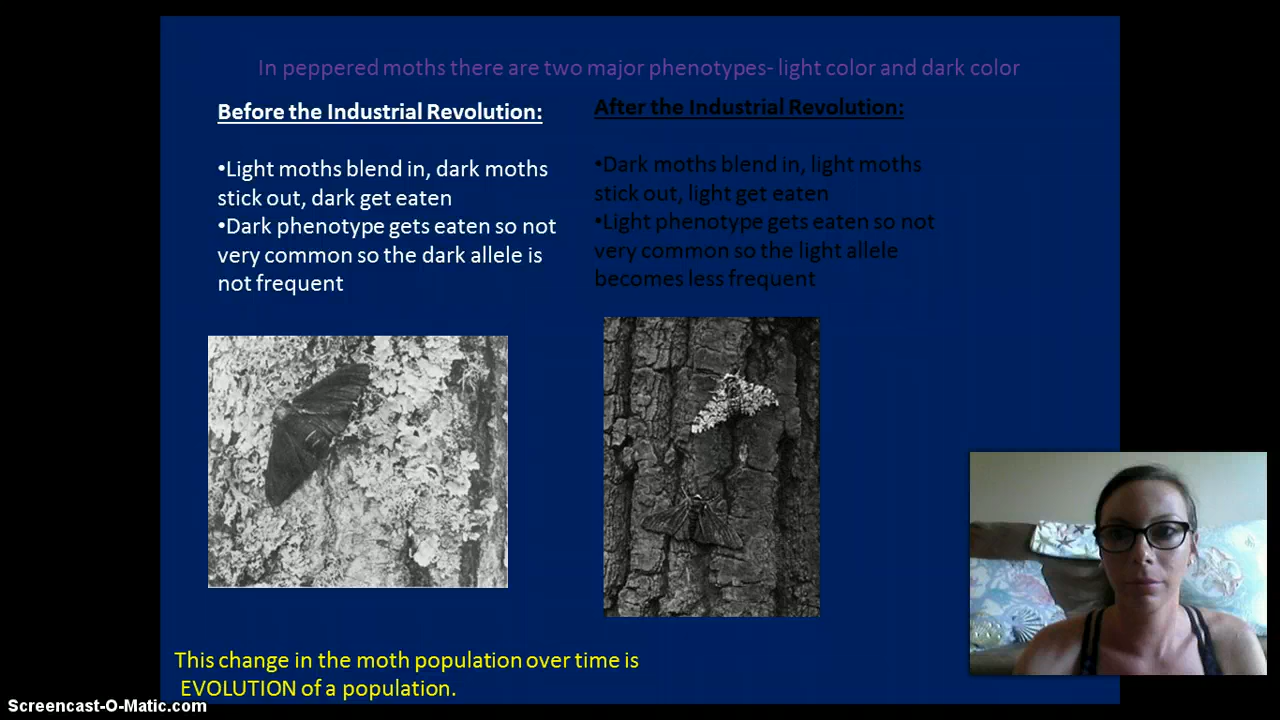 In peppered moths there are two major phenotypes- light color and dark color
Before the Industrial Revolution:
•Light moths blend in, dark moths
stick out, dark get eaten
•Dark phenotype gets eaten so not
very common so the dark allele is
not frequent
After the Industrial Revolution:
•Dark moths blend in, light moths
stick out, light get eaten
•Light phenotype gets eaten so not
very common so the light allele
becomes less frequent
This change in the moth population over time is
EVOLUTION of a population.
Screencast-O-Matic.com